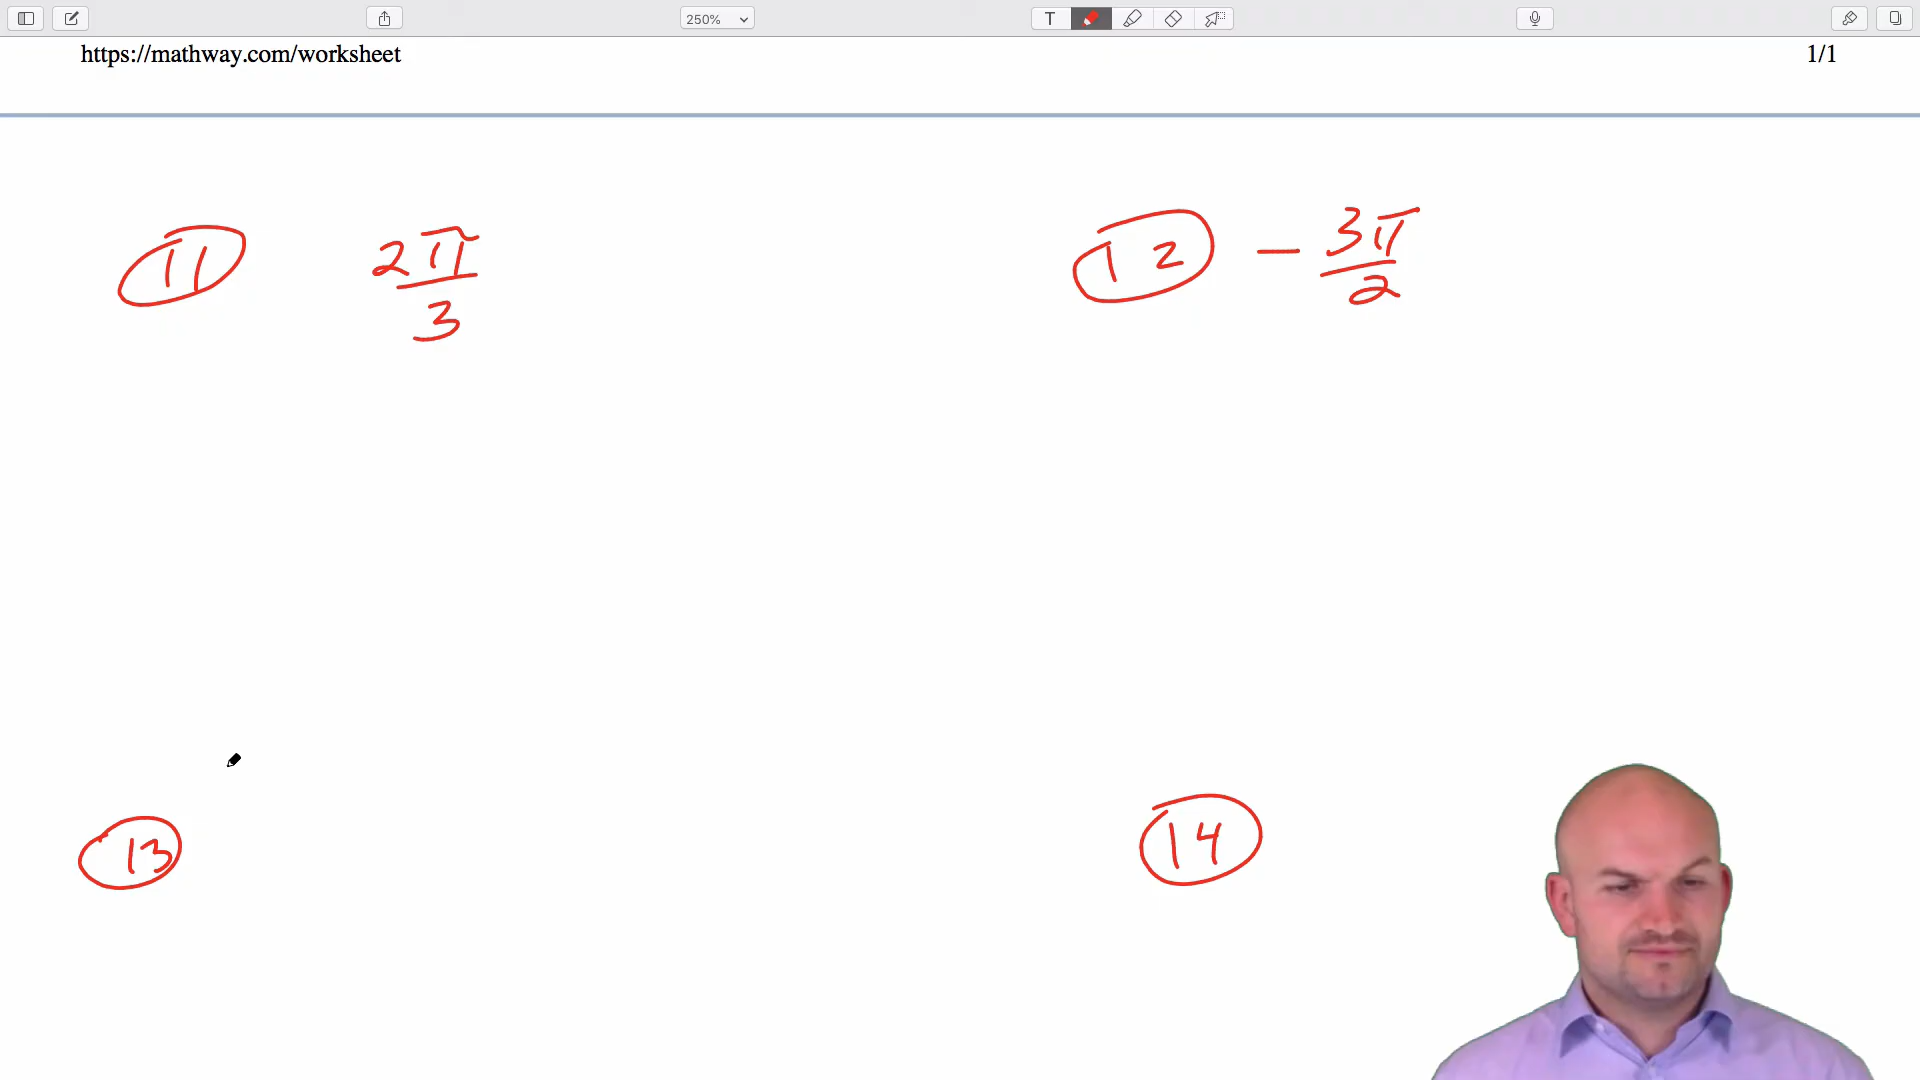 250% T
https://mathway.com/worksheet 1/1
11 2π/3
12 -3π/2
13
14